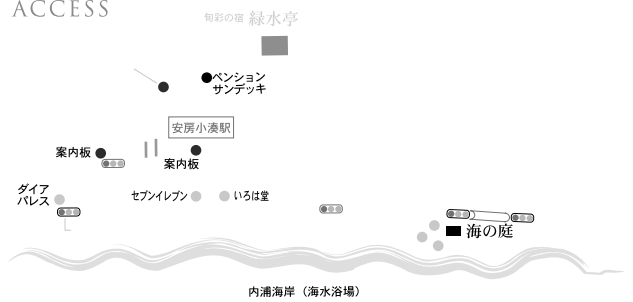 ACCESS
旬彩の宿 緑水亭
ペンション
サンデッキ
安房小湊駅
案内板
案内板
ダイア
パレス
セブンイレブン
いろは堂
海の庭
内浦海岸（海水浴場）